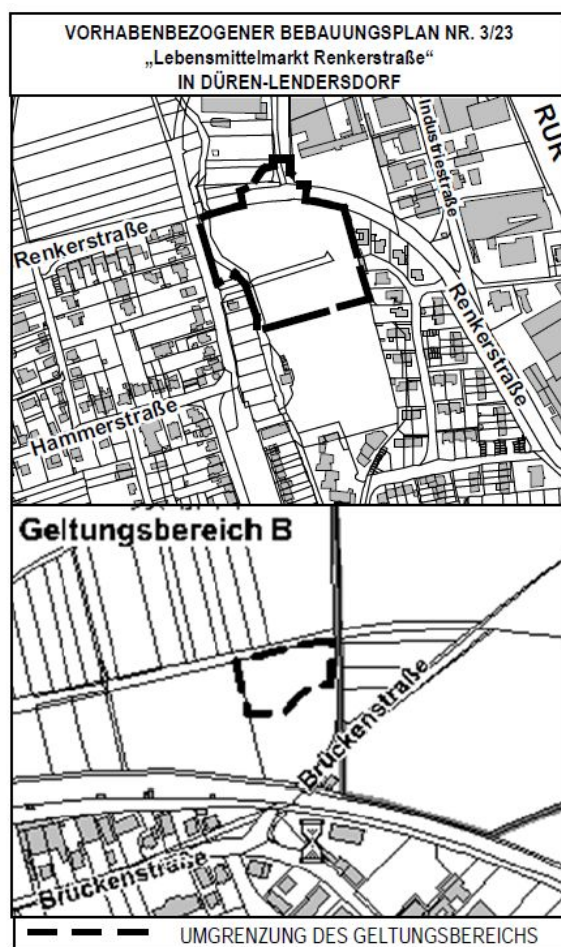 VORHABENBEZOGENER BEBAUUNGSPLAN NR. 3/23
„Lebensmittelmarkt Renkerstraße“
IN DÜREN-LENDERSDORF
Industriestraße
RUR
Renkerstraße
Renkerstraße
Hammerstraße
Geltungsbereich B
Brückenstraße
Brückenstraße
UMGRENZUNG DES GELTUNGSBEREICHS